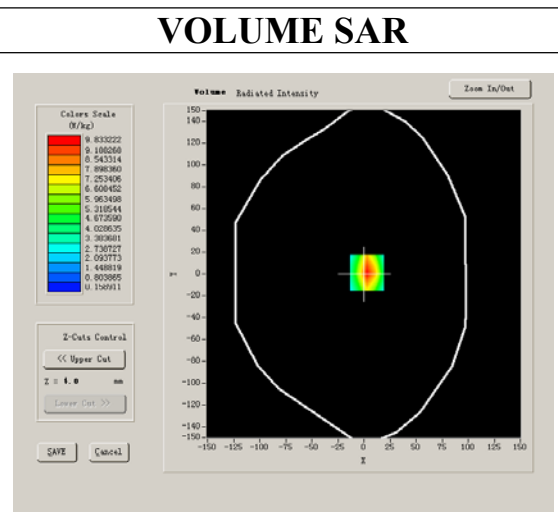 VOLUME SAR
Volume Radiated Intensity
Zoom In/Out
Colors Scale
(W/kg)
9.833222
9.188268
8.543314
7.898360
7.253406
6.608452
5.963498
5.318544
4.673590
4.028635
3.383681
2.738727
2.093773
1.448819
0.803865
0.158911
Z-Cuts Control
<< Upper Cut
Z = 4.0 mm
Lower Cut >>
SAVE
Cancel
150
140
120
100
80
60
40
20
0
-20
-40
-60
-80
-100
-120
-140
-150
Y
-150 -125 -100 -75 -50 -25 0 25 50 75 100 125 150
X